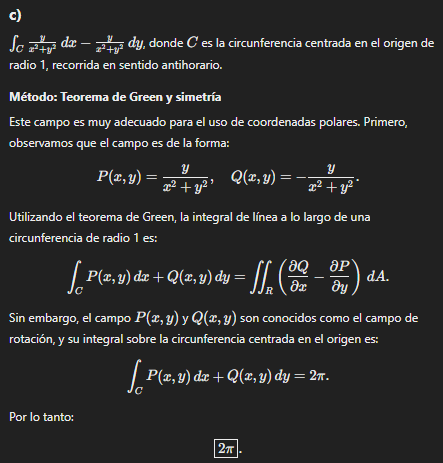 c)
∫_C y/(x²+y²) dx − y/(x²+y²) dy, donde C es la circunferencia centrada en el origen de
radio 1, recorrida en sentido antihorario.
Método: Teorema de Green y simetría
Este campo es muy adecuado para el uso de coordenadas polares. Primero,
observamos que el campo es de la forma:
P(x, y) = y/(x² + y²), Q(x, y) = −y/(x² + y²).
Utilizando el teorema de Green, la integral de línea a lo largo de una
circunferencia de radio 1 es:
∫_C P(x, y) dx + Q(x, y) dy = ∬_R (∂Q/∂x − ∂P/∂y) dA.
Sin embargo, el campo P(x, y) y Q(x, y) son conocidos como el campo de
rotación, y su integral sobre la circunferencia centrada en el origen es:
∫_C P(x, y) dx + Q(x, y) dy = 2π.
Por lo tanto:
2π.